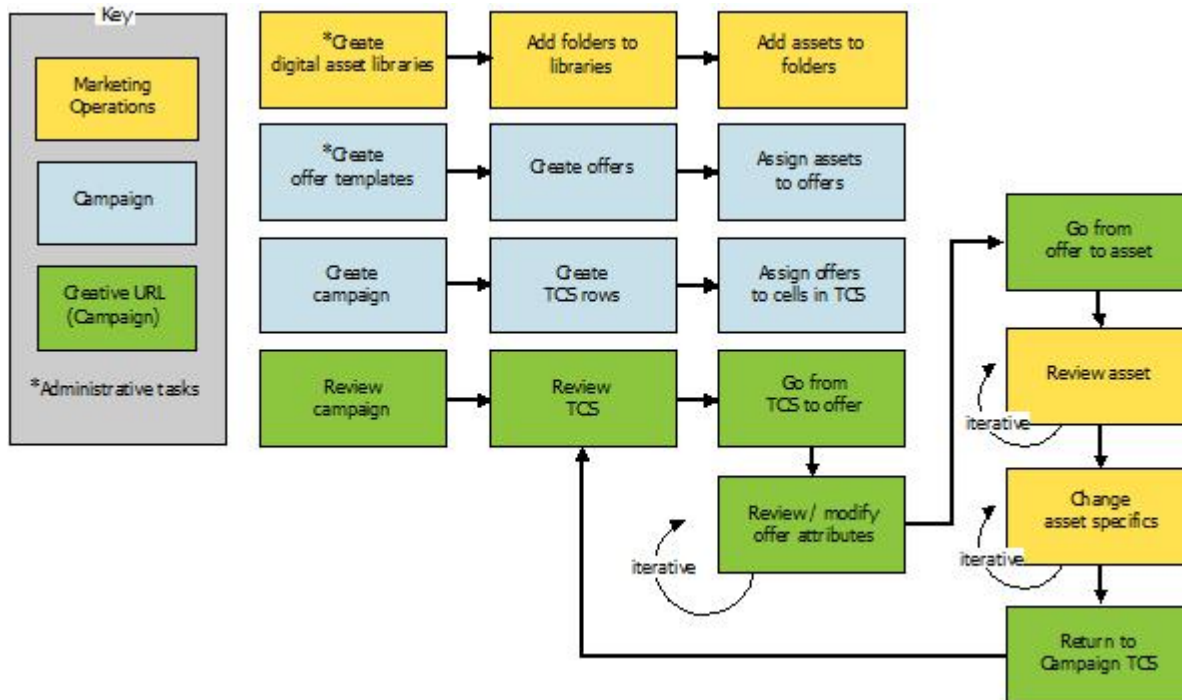 Key
Marketing
Operations
Campaign
Creative URL
(Campaign)
*Administrative tasks
*Create
digital asset libraries
Add folders to
libraries
Add assets to
folders
*Create
offer templates
Create offers
Assign assets
to offers
Create
campaign
Create
TCS rows
Assign offers
to cells in TCS
Review
campaign
Review
TCS
Go from
TCS to offer
Review / modify
offer attributes
iterative
Go from
offer to asset
Review asset
iterative
Change
asset specifics
iterative
Return to
Campaign TCS